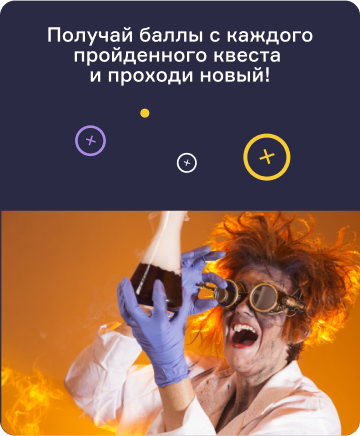 Получай баллы с каждого
пройденного квеста
и проходи новый!